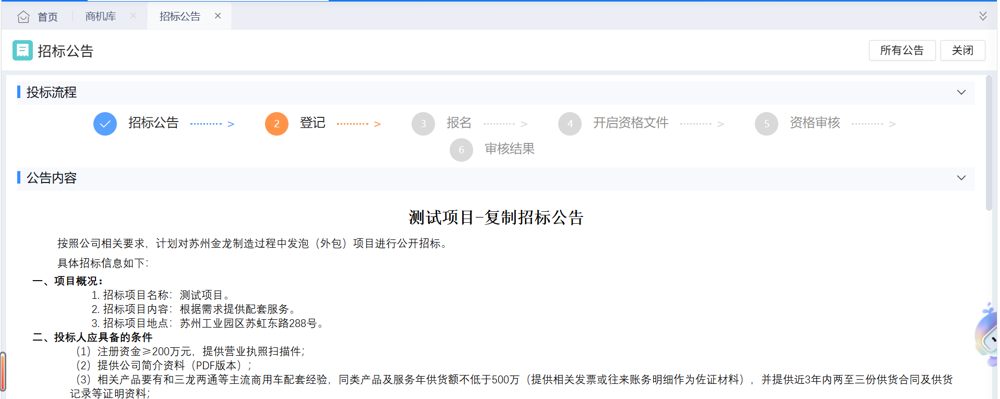 首页 商机库 × 招标公告 ×
招标公告 所有公告 关闭
投标流程
招标公告 > 2 登记 > 3 报名 > 4 开启资格文件 > 5 资格审核 >
6 审核结果
公告内容
测试项目-复制招标公告
按照公司相关要求，计划对苏州金龙制造过程中发泡（外包）项目进行公开招标。
具体招标信息如下：
一、项目概况：
1. 招标项目名称：测试项目。
2. 招标项目内容：根据需求提供配套服务。
3. 招标项目地点：苏州工业园区苏虹东路288号。
二、投标人应具备的条件
（1）注册资金≥200万元，提供营业执照扫描件；
（2）提供公司简介资料（PDF版本）；
（3）相关产品要有和三龙两通等主流商用车配套经验，同类产品及服务年供货额不低于500万（提供相关发票或往来账务明细作为佐证材料），并提供近3年内两至三份供货合同及供货
记录等证明资料；